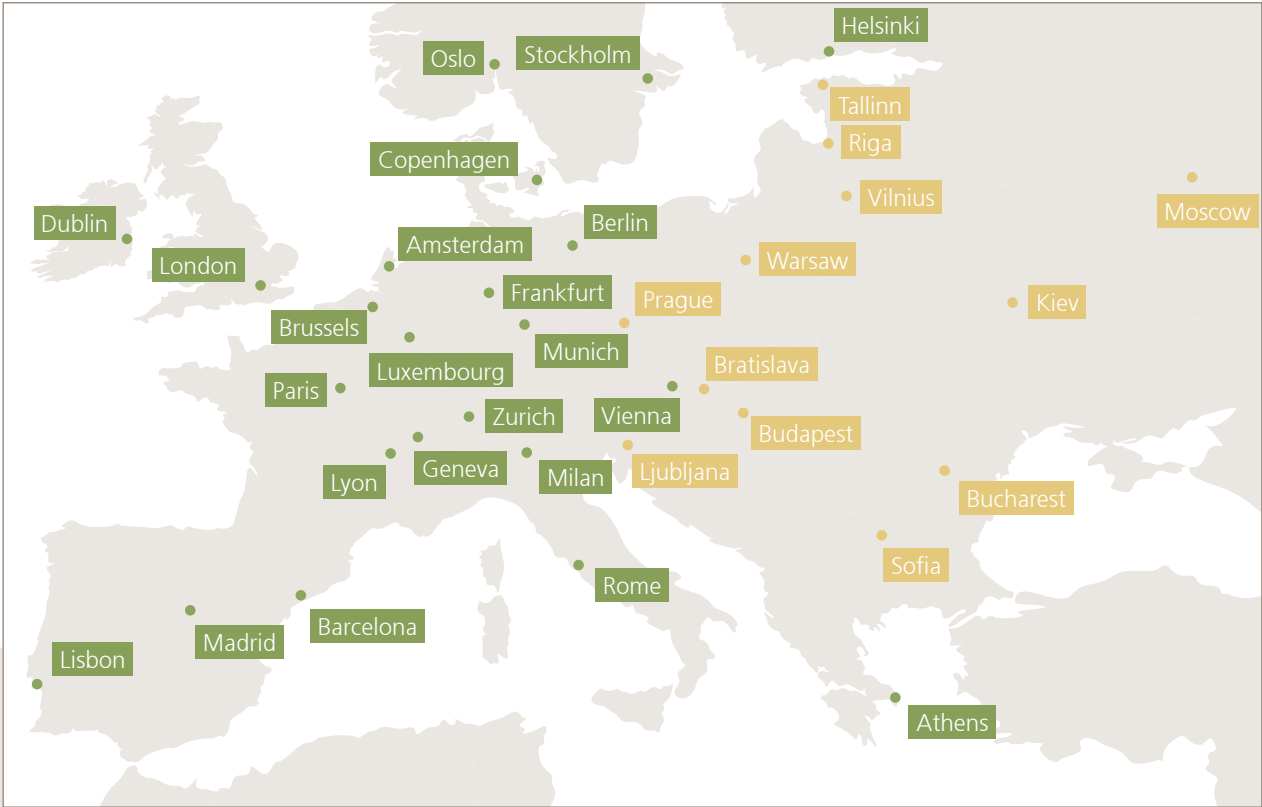 Helsinki
Oslo
Stockholm
Tallinn
Riga
Copenhagen
Vilnius
Moscow
Dublin
Berlin
Amsterdam
London
Warsaw
Frankfurt
Prague
Kiev
Brussels
Munich
Luxembourg
Bratislava
Paris
Zurich
Vienna
Budapest
Geneva
Ljubljana
Lyon
Milan
Bucharest
Sofia
Rome
Barcelona
Madrid
Lisbon
Athens